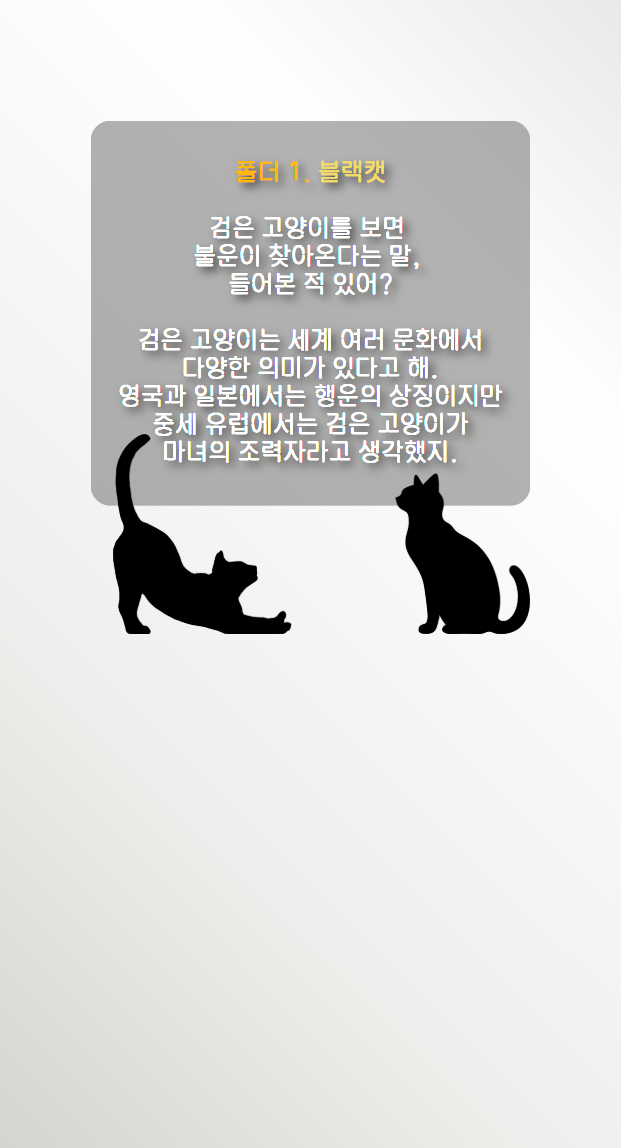 폴더 1. 블랙캣
검은 고양이를 보면
불운이 찾아온다는 말,
들어본 적 있어?
검은 고양이는 세계 여러 문화에서
다양한 의미가 있다고 해.
영국과 일본에서는 행운의 상징이지만
중세 유럽에서는 검은 고양이가
마녀의 조력자라고 생각했지.